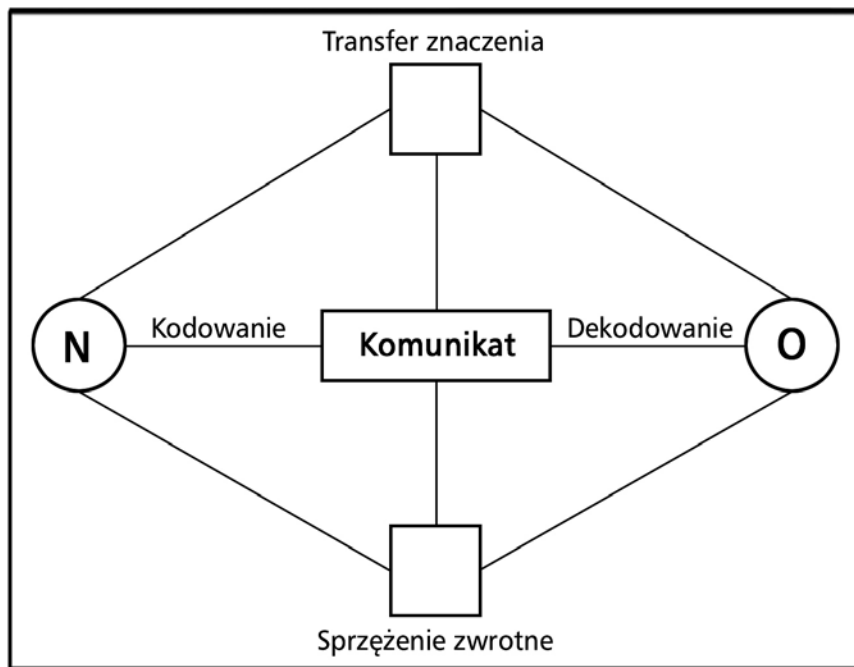 Transfer znaczenia
N
Kodowanie
Komunikat
Dekodowanie
O
Sprzężenie zwrotne